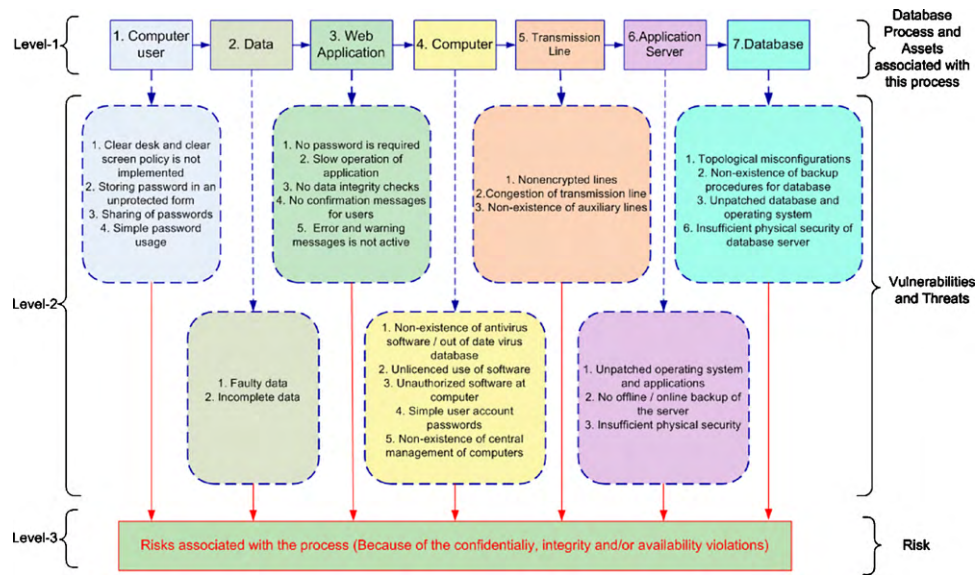 Level-1
1. Computer
user
2. Data
3. Web
Application
4. Computer
5. Transmission
Line
6.Application
Server
7.Database
Database
Process and
Assets
associated with
this process
Level-2
1. Clear desk and clear
screen policy is not
implemented
2. Storing password in an
unprotected form
3. Sharing of passwords
4. Simple password
usage
1. No password is required
2. Slow operation of
application
3. No data integrity checks
4. No confirmation messages
for users
5. Error and warning
messages is not active
1. Nonencrypted lines
2.Congestion of transmission line
3. Non-existence of auxiliary lines
1. Topological misconfigurations
2. Non-existence of backup
procedures for database
3. Unpatched database and
operating system
6. Insufficient physical security of
database server
Vulnerabilities
and Threats
1. Faulty data
2. Incomplete data
1. Non-existence of antivirus
software / out of date virus
database
2. Unlicenced use of software
3. Unauthorized software at
computer
4. Simple user account
passwords
5. Non-existence of central
management of computers
1. Unpatched operating system
and applications
2. No offline / online backup of
the server
3. Insufficient physical security
Level-3
Risks associated with the process (Because of the confidentialiy, integrity and/or availability violations)
Risk